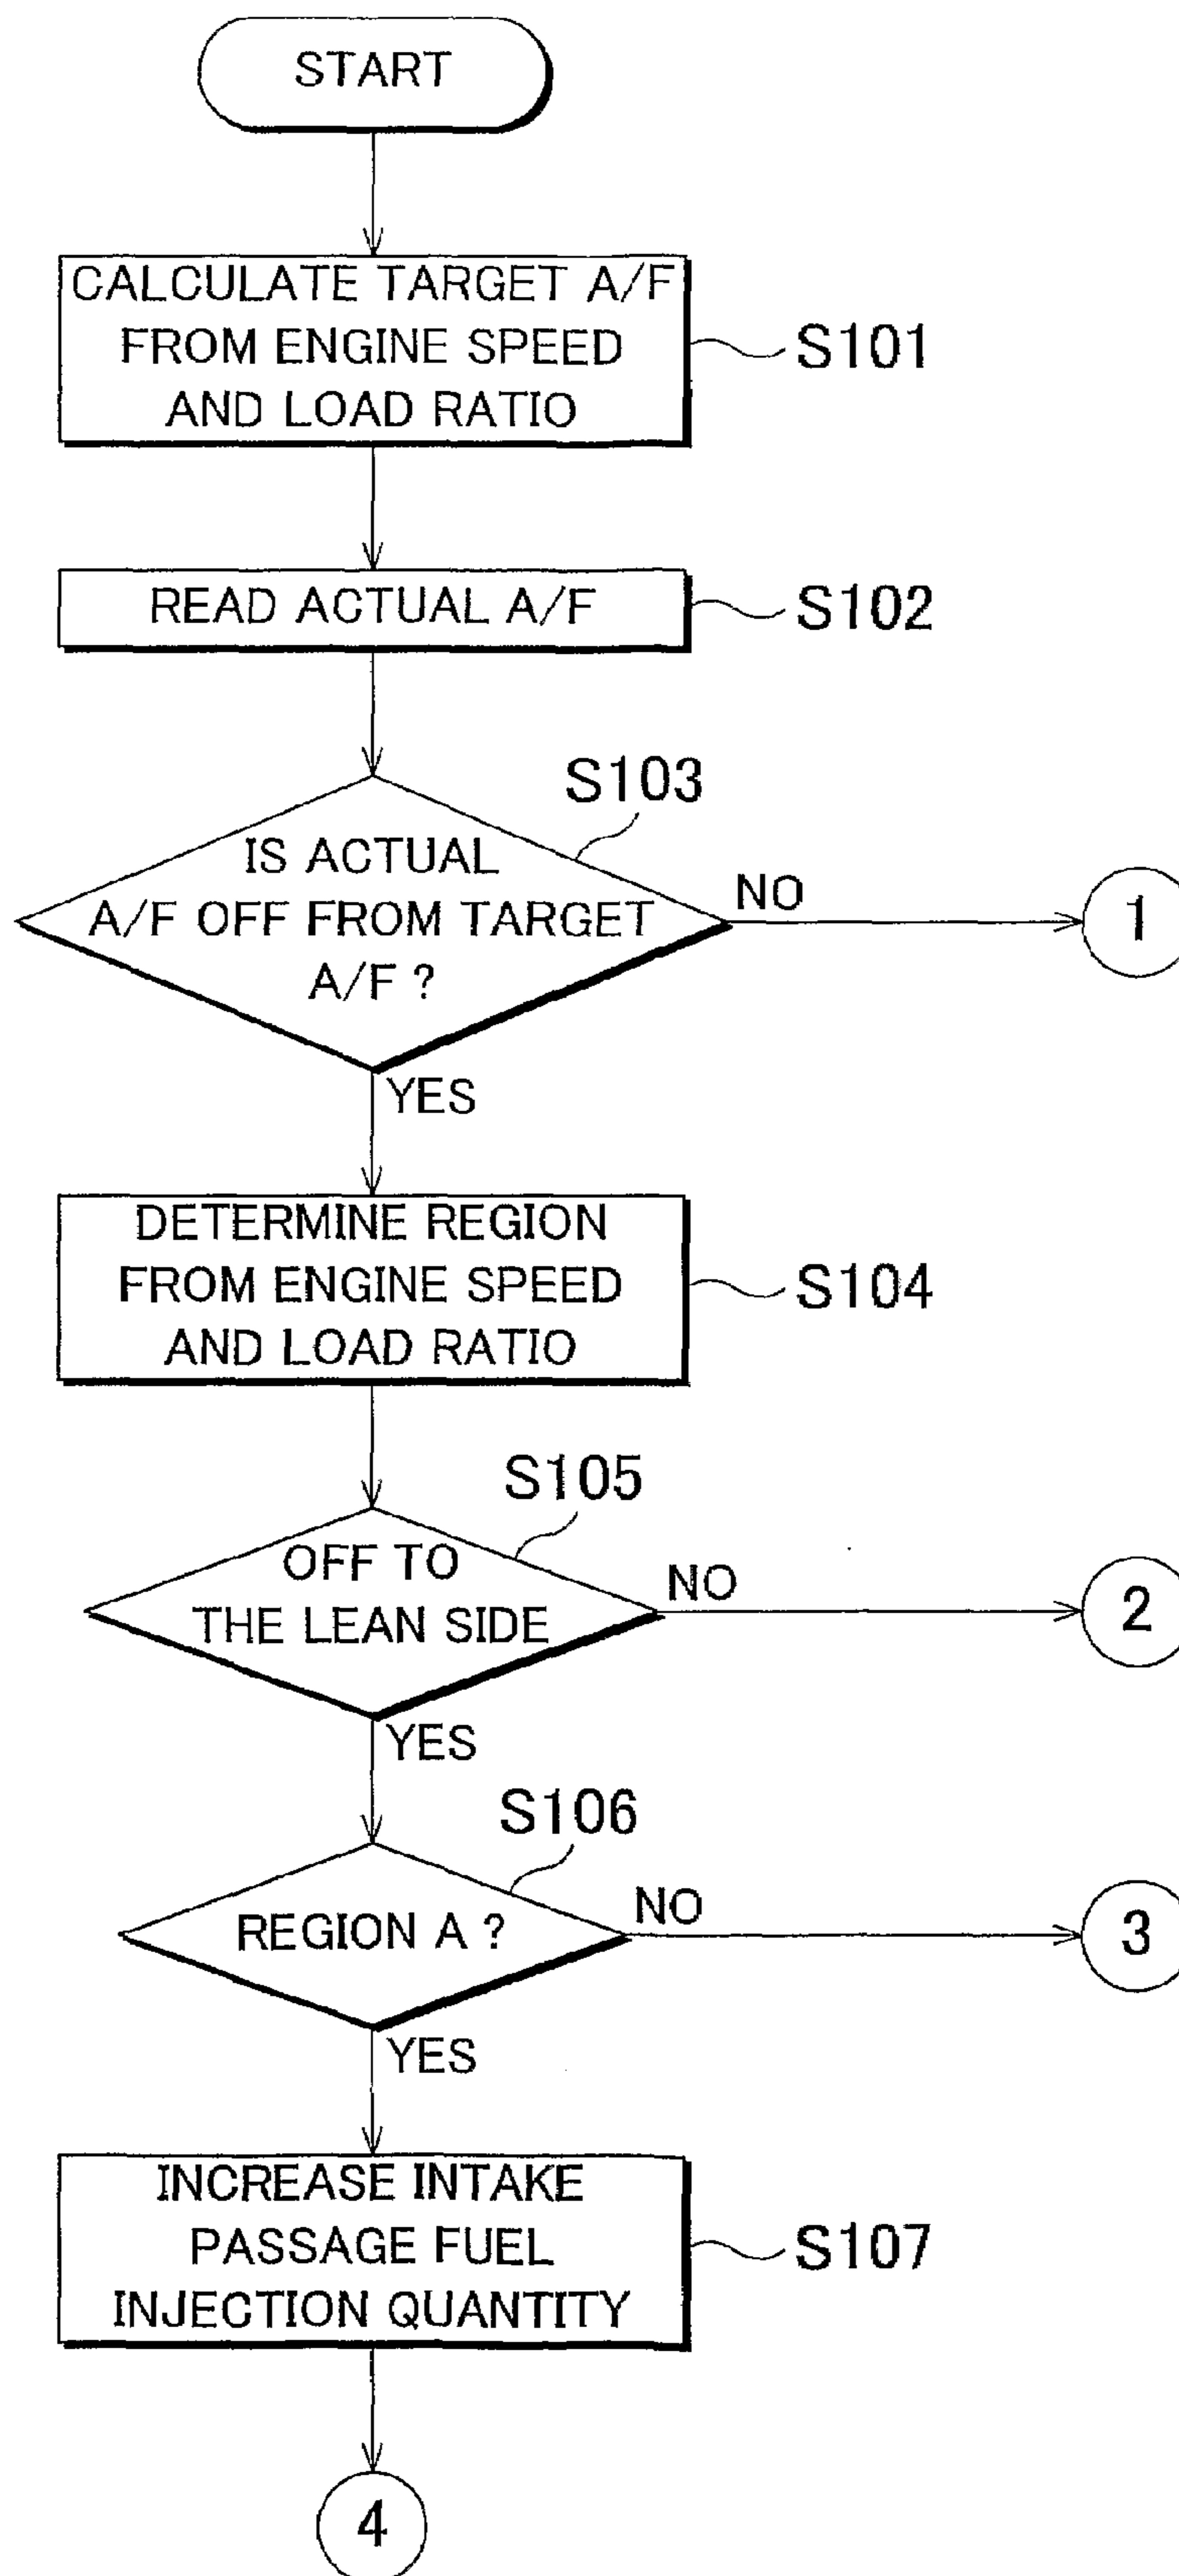 START
CALCULATE TARGET A/F
FROM ENGINE SPEED
AND LOAD RATIO
S101
READ ACTUAL A/F
S102
S103
IS ACTUAL
A/F OFF FROM TARGET
A/F ?
NO
1
YES
DETERMINE REGION
FROM ENGINE SPEED
AND LOAD RATIO
S104
S105
OFF TO
THE LEAN SIDE
NO
2
YES
S106
REGION A ?
NO
3
YES
INCREASE INTAKE
PASSAGE FUEL
INJECTION QUANTITY
S107
4